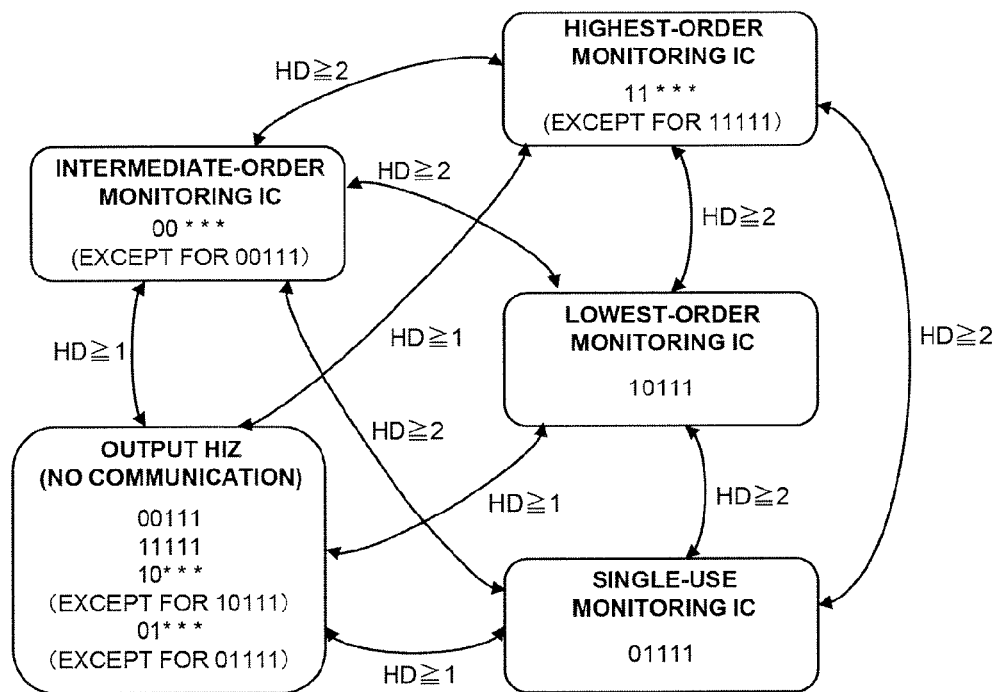 HIGHEST-ORDER
MONITORING IC
11***
(EXCEPT FOR 11111)
HD≧2
INTERMEDIATE-ORDER
MONITORING IC
00***
(EXCEPT FOR 00111)
HD≧2
HD≧2
LOWEST-ORDER
MONITORING IC
10111
HD≧1
HD≧1
HD≧2
HD≧2
OUTPUT HIZ
(NO COMMUNICATION)
00111
11111
10***
(EXCEPT FOR 10111)
01***
(EXCEPT FOR 01111)
HD≧1
HD≧2
SINGLE-USE
MONITORING IC
01111
HD≧1